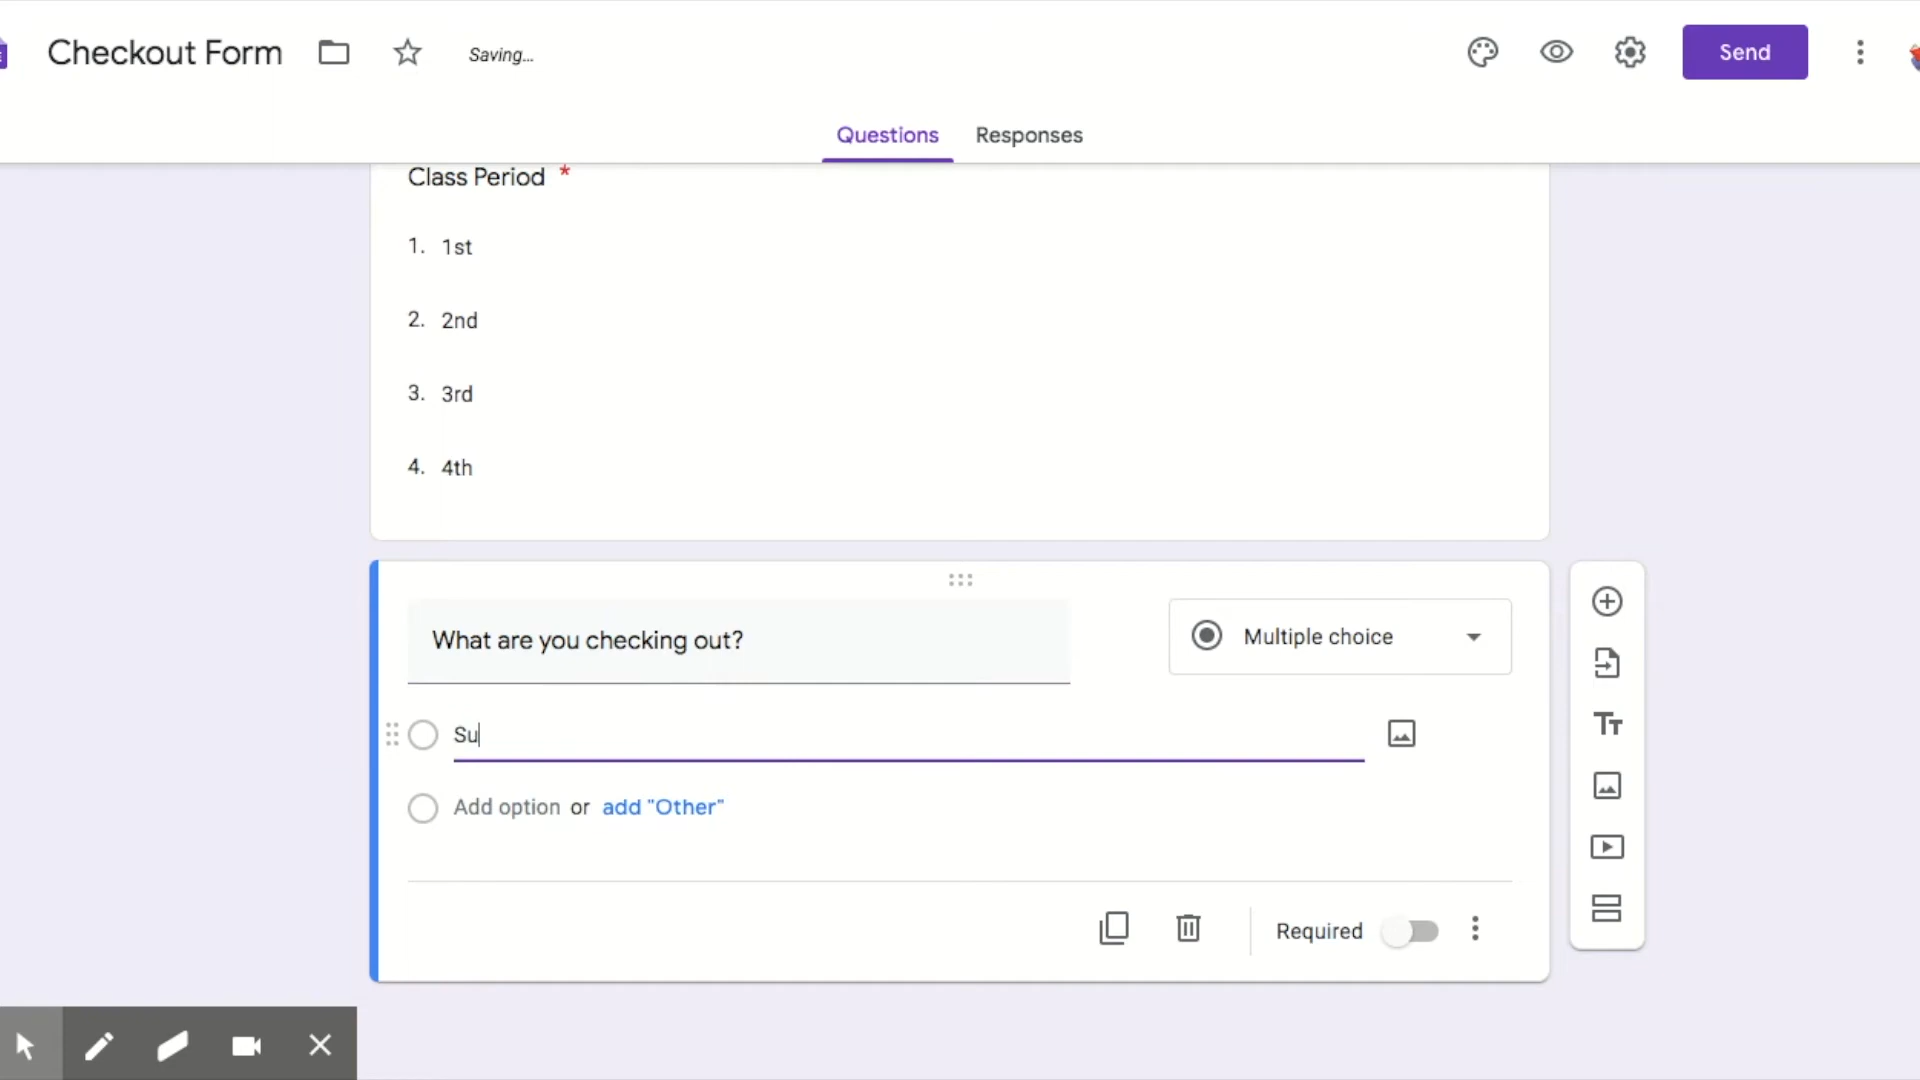 Checkout Form
Saving...
Send
Questions
Responses
Class Period *
1. 1st
2. 2nd
3. 3rd
4. 4th
What are you checking out?
Multiple choice
Su
Add option or add "Other"
Required